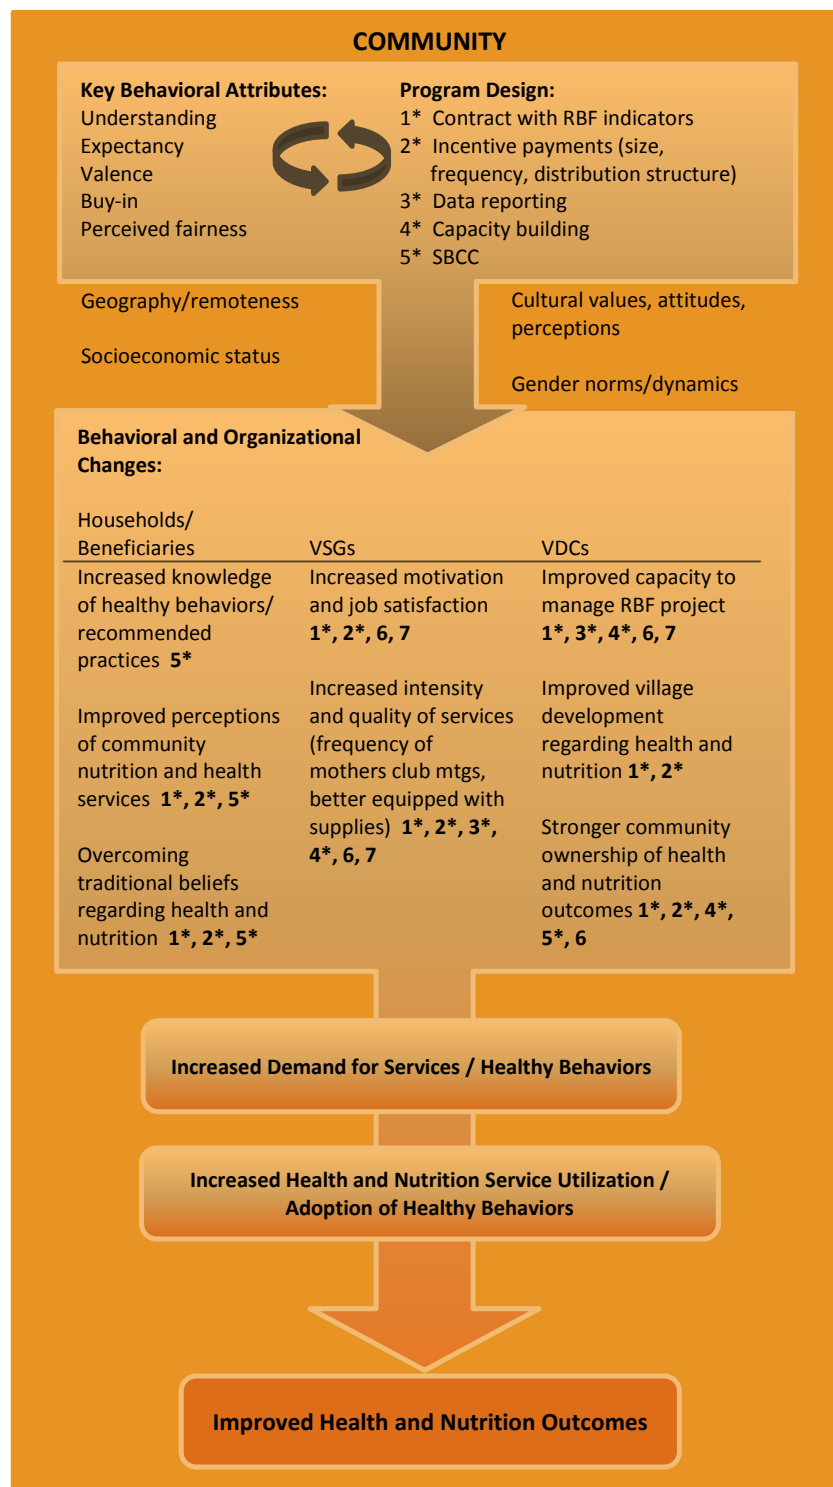 COMMUNITY
Key Behavioral Attributes:
Understanding
Expectancy
Valence
Buy-in
Perceived fairness
Program Design:
1* Contract with RBF indicators
2* Incentive payments (size,
frequency, distribution structure)
3* Data reporting
4* Capacity building
5* SBCC
Geography/remoteness
Socioeconomic status
Cultural values, attitudes,
perceptions
Gender norms/dynamics
Behavioral and Organizational
Changes:
Households/
Beneficiaries
Increased knowledge
of healthy behaviors/
recommended
practices 5*
Improved perceptions
of community
nutrition and health
services 1*, 2*, 5*
Overcoming
traditional beliefs
regarding health and
nutrition 1*, 2*, 5*
VSGs
Increased motivation
and job satisfaction
1*, 2*, 6, 7
Increased intensity
and quality of services
(frequency of
mothers club mtgs,
better equipped with
supplies) 1*, 2*, 3*,
4*, 6, 7
VDCs
Improved capacity to
manage RBF project
1*, 3*, 4*, 6, 7
Improved village
development
regarding health and
nutrition 1*, 2*
Stronger community
ownership of health
and nutrition
outcomes 1*, 2*, 4*,
5*, 6
Increased Demand for Services / Healthy Behaviors
Increased Health and Nutrition Service Utilization /
Adoption of Healthy Behaviors
Improved Health and Nutrition Outcomes